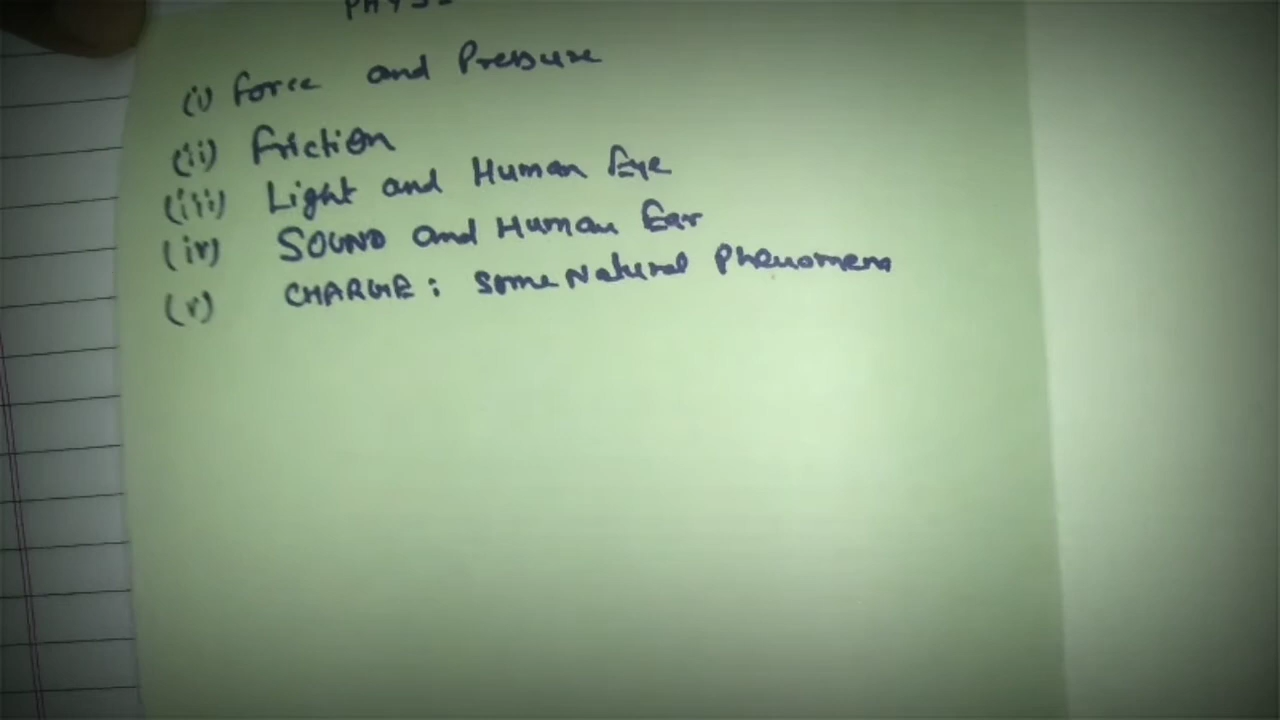 (i) Force and Pressure
(ii) Friction
(iii) Light and Human Eye
(iv) SOUND and Human Ear
(v) CHARGE: Some Natural Phenomena